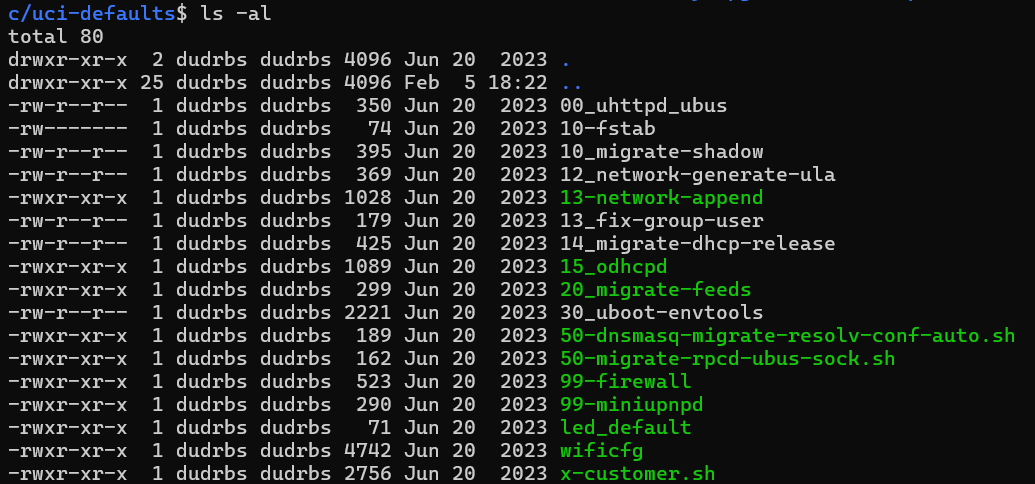 c/uci-defaults$ ls -al
total 80
drwxr-xr-x  2 dudrbs dudrbs 4096 Jun 20  2023 .
drwxr-xr-x 25 dudrbs dudrbs 4096 Feb  5 18:22 ..
-rw-r--r--  1 dudrbs dudrbs  350 Jun 20  2023 00_uhttpd_ubus
-rw-------  1 dudrbs dudrbs   74 Jun 20  2023 10-fstab
-rw-r--r--  1 dudrbs dudrbs  395 Jun 20  2023 10_migrate-shadow
-rw-r--r--  1 dudrbs dudrbs  369 Jun 20  2023 12_network-generate-ula
-rwxr-xr-x  1 dudrbs dudrbs 1028 Jun 20  2023 13-network-append
-rw-r--r--  1 dudrbs dudrbs  179 Jun 20  2023 13_fix-group-user
-rw-r--r--  1 dudrbs dudrbs  425 Jun 20  2023 14_migrate-dhcp-release
-rwxr-xr-x  1 dudrbs dudrbs 1089 Jun 20  2023 15_odhcpd
-rwxr-xr-x  1 dudrbs dudrbs  299 Jun 20  2023 20_migrate-feeds
-rw-r--r--  1 dudrbs dudrbs 2221 Jun 20  2023 30_uboot-envtools
-rwxr-xr-x  1 dudrbs dudrbs  189 Jun 20  2023 50-dnsmasq-migrate-resolv-conf-auto.sh
-rwxr-xr-x  1 dudrbs dudrbs  162 Jun 20  2023 50-migrate-rpcd-ubus-sock.sh
-rwxr-xr-x  1 dudrbs dudrbs  523 Jun 20  2023 99-firewall
-rwxr-xr-x  1 dudrbs dudrbs  290 Jun 20  2023 99-miniupnpd
-rwxr-xr-x  1 dudrbs dudrbs   71 Jun 20  2023 led_default
-rwxr-xr-x  1 dudrbs dudrbs 4742 Jun 20  2023 wificfg
-rwxr-xr-x  1 dudrbs dudrbs 2756 Jun 20  2023 x-customer.sh